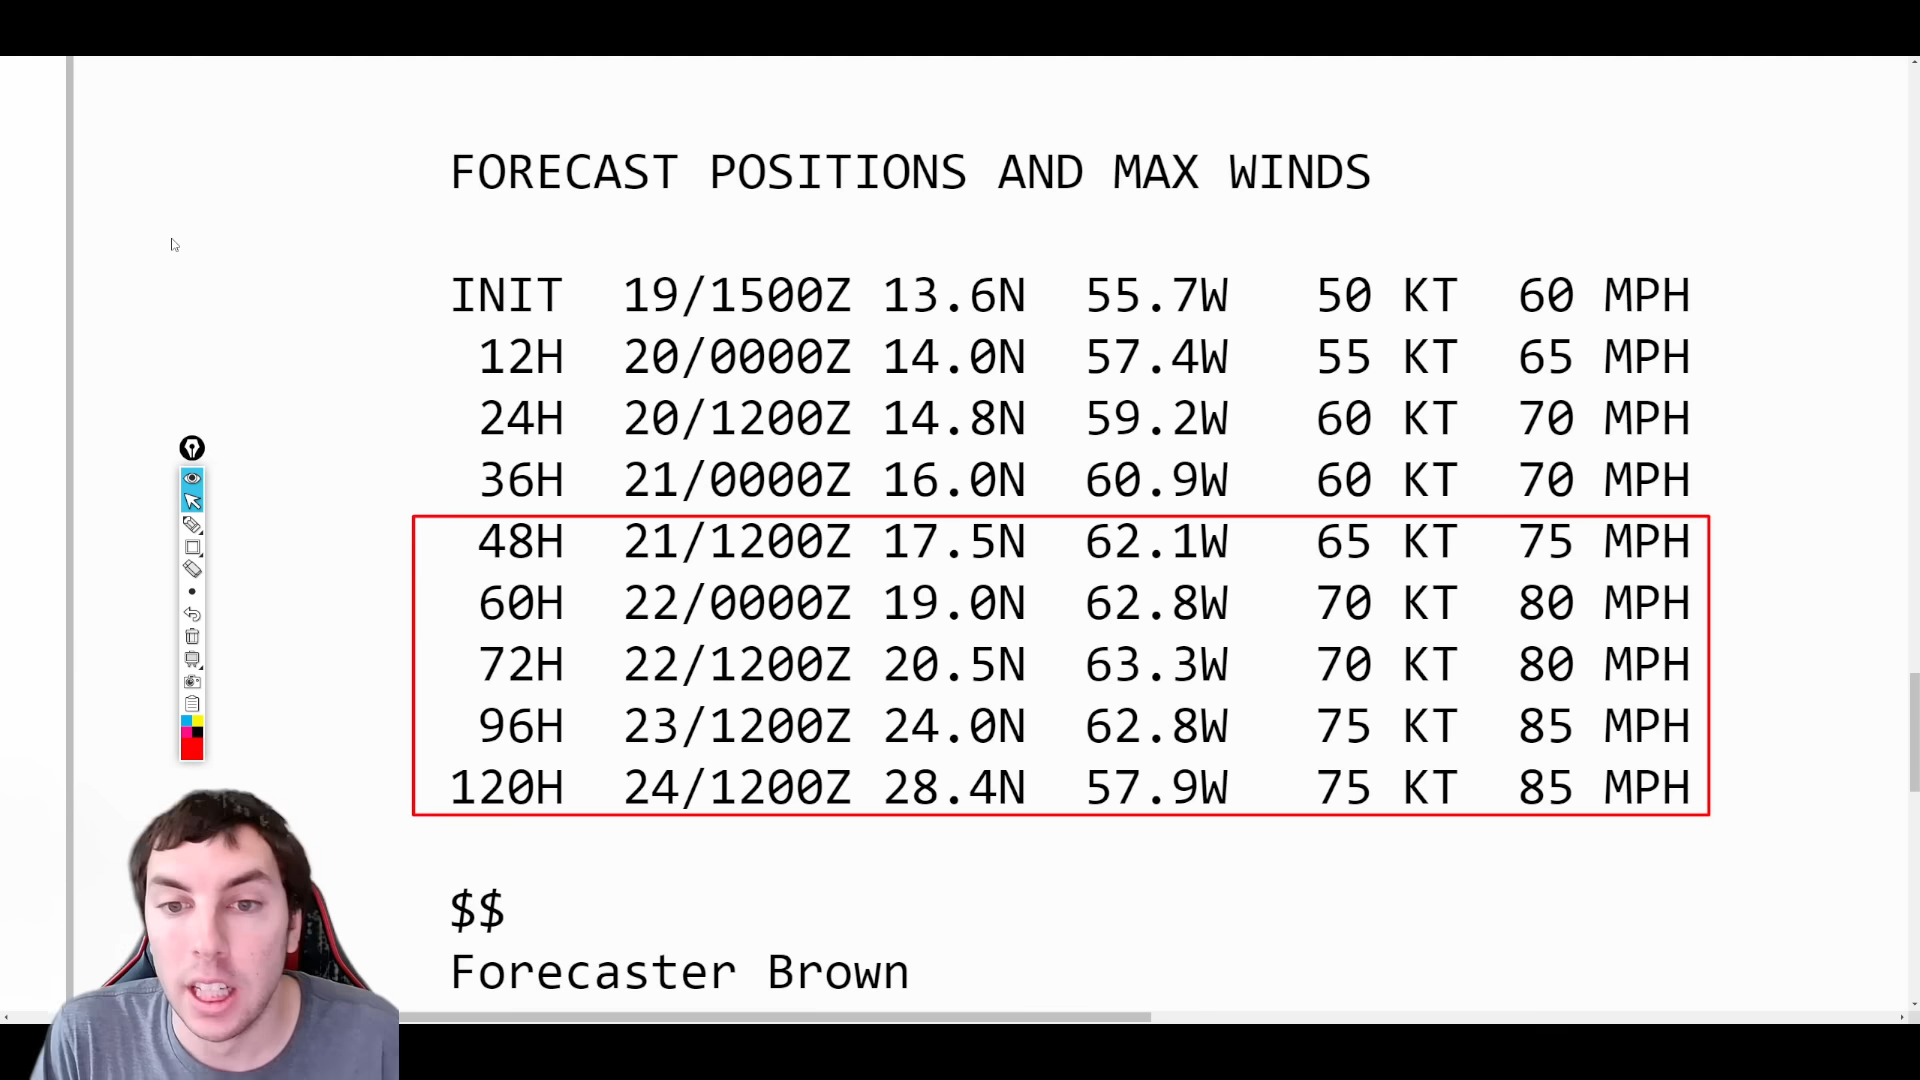 FORECAST POSITIONS AND MAX WINDS
INIT 19/1500Z 13.6N 55.7W 50 KT 60 MPH
12H 20/0000Z 14.0N 57.4W 55 KT 65 MPH
24H 20/1200Z 14.8N 59.2W 60 KT 70 MPH
36H 21/0000Z 16.0N 60.9W 60 KT 70 MPH
48H 21/1200Z 17.5N 62.1W 65 KT 75 MPH
60H 22/0000Z 19.0N 62.8W 70 KT 80 MPH
72H 22/1200Z 20.5N 63.3W 70 KT 80 MPH
96H 23/1200Z 24.0N 62.8W 75 KT 85 MPH
120H 24/1200Z 28.4N 57.9W 75 KT 85 MPH
$$
Forecaster Brown